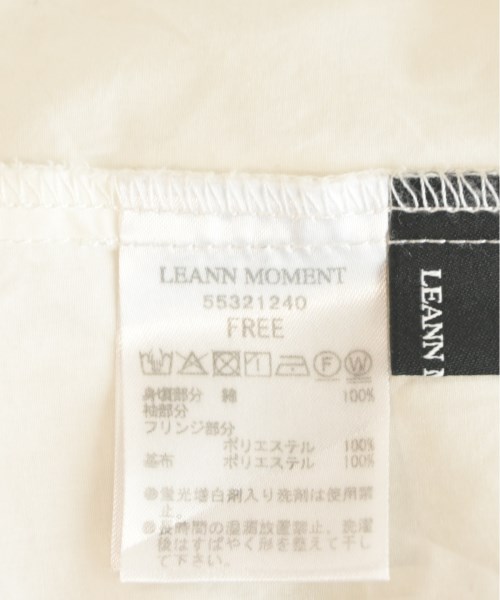 LEANN MOMENT
55321240
FREE
F W
身頃部分 綿 100%
袖部分
フリンジ部分
ポリエステル 100%
基布 ポリエステル 100%
●蛍光増白剤入り洗剤は使用禁
止。
●長時間の湿潤放置禁止、洗濯
後はすばやく形を整えて干し
て下さい。
LEANN M